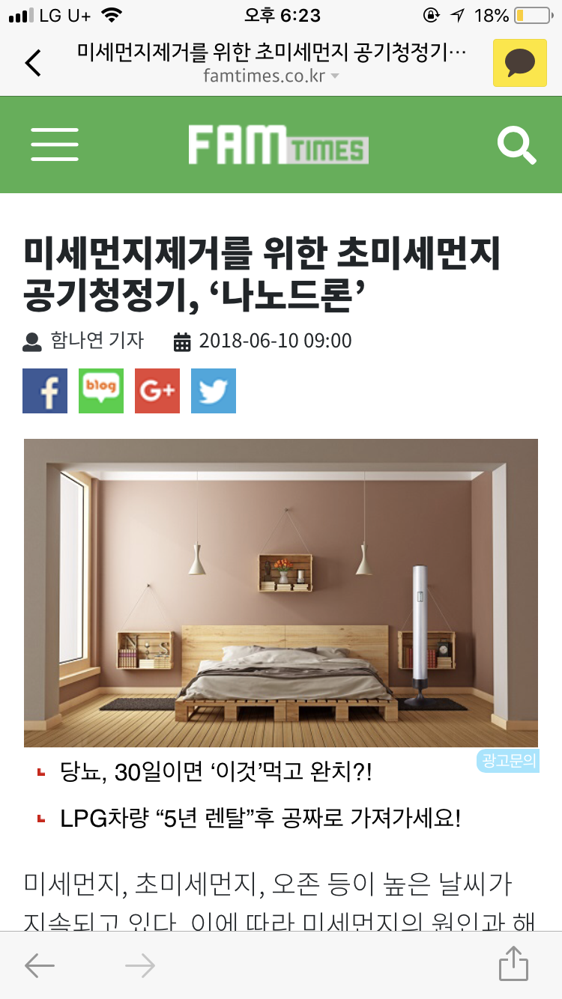 LG U+ 오후 6:23 18%
미세먼지제거를 위한 초미세먼지 공기청정기…
famtimes.co.kr
FAM TIMES
미세먼지제거를 위한 초미세먼지
공기청정기, ‘나노드론’
함나연 기자 2018-06-10 09:00
f blog G+
광고문의
당뇨, 30일이면 ‘이것’먹고 완치?!
LPG차량 “5년 렌탈”후 공짜로 가져가세요!
미세먼지, 초미세먼지, 오존 등이 높은 날씨가
지속되고 있다. 이에 따라 미세먼지의 원인과 해